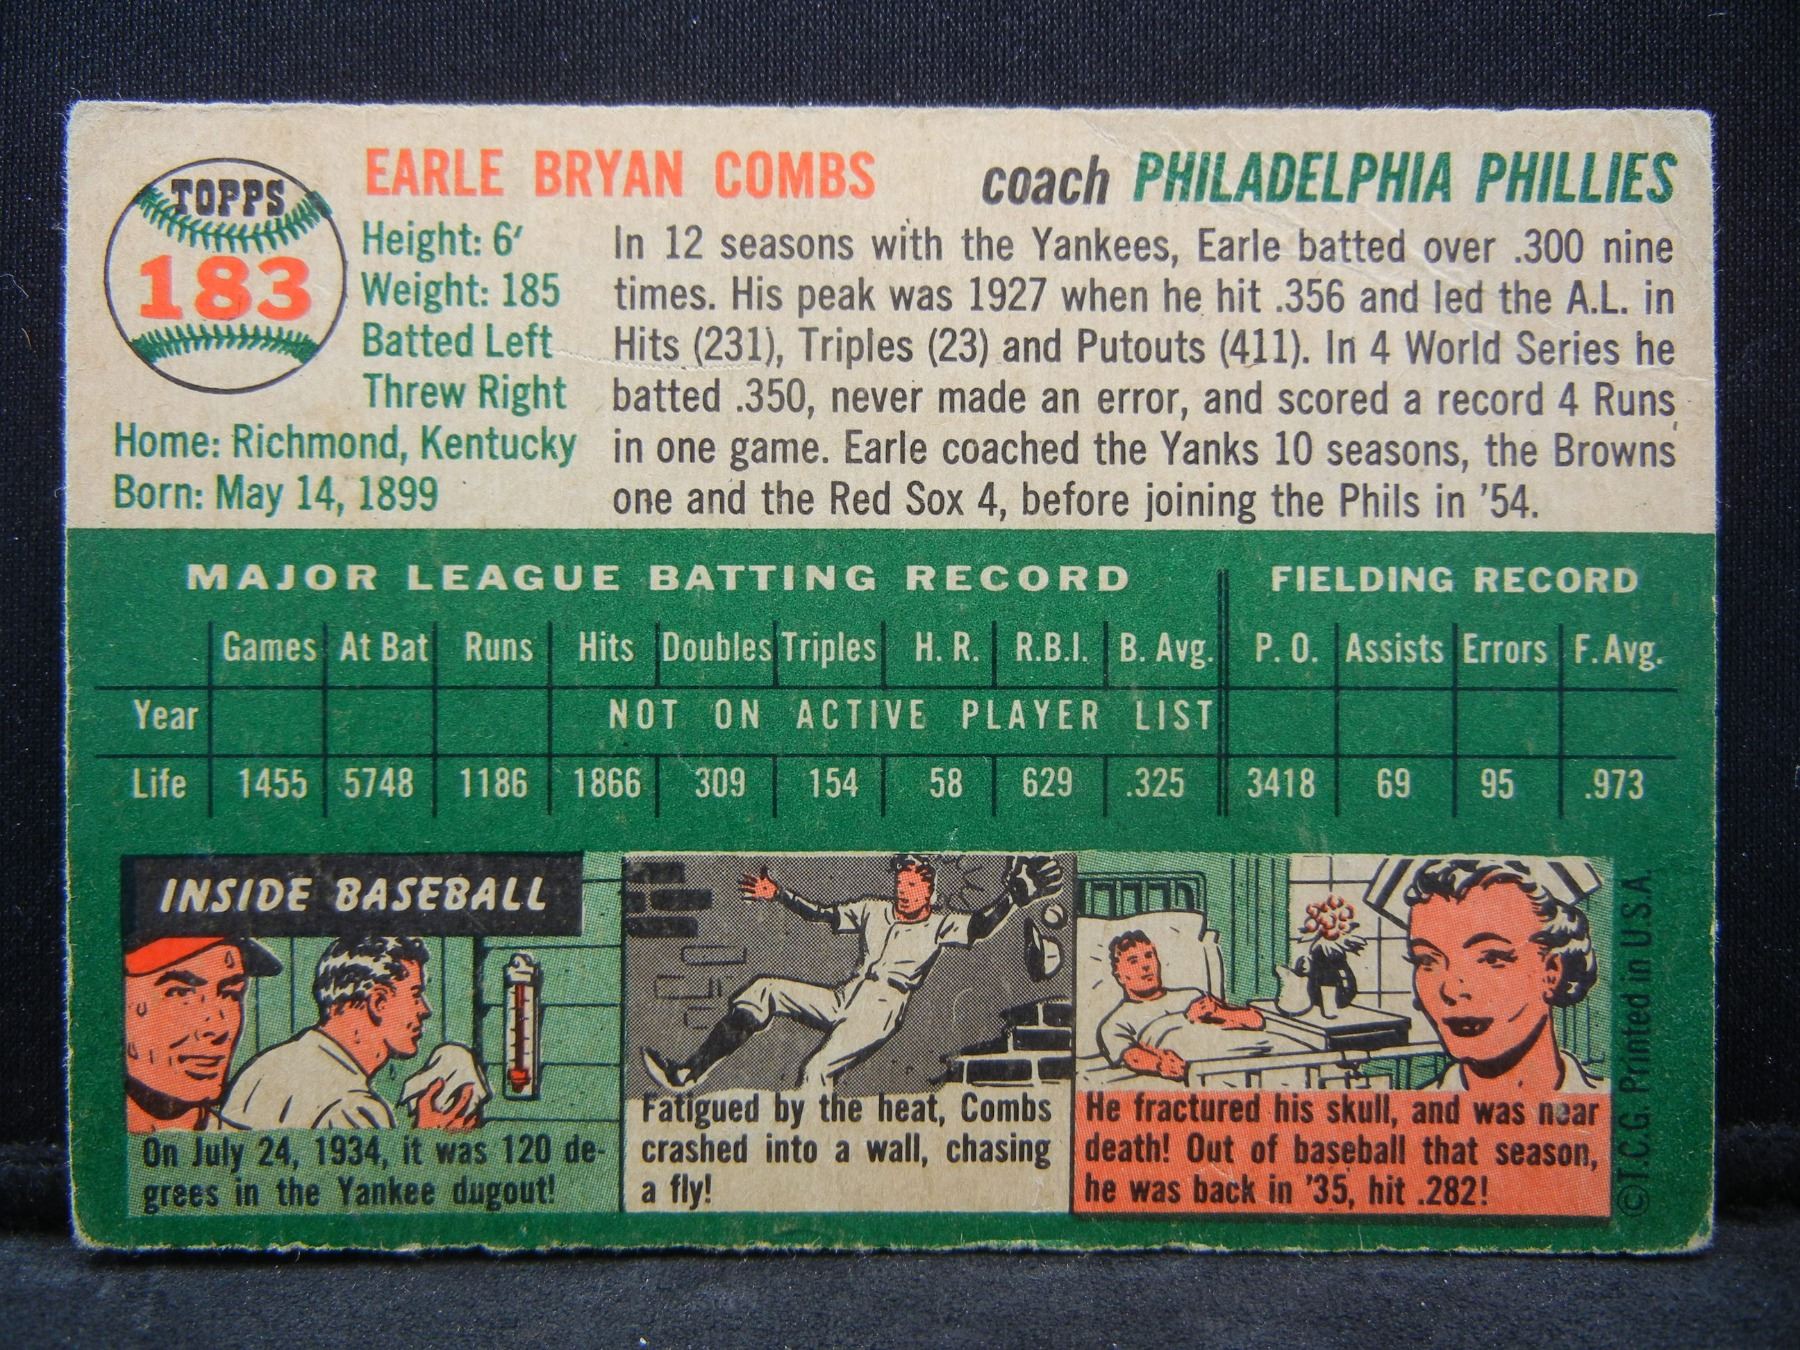 TOPPS
183
EARLE BRYAN COMBS
coach PHILADELPHIA PHILLIES
Height: 6'
Weight: 185
Batted Left
Threw Right
Home: Richmond, Kentucky
Born: May 14, 1899
In 12 seasons with the Yankees, Earle batted over .300 nine
times. His peak was 1927 when he hit .356 and led the A.L. in
Hits (231), Triples (23) and Putouts (411). In 4 World Series he
batted .350, never made an error, and scored a record 4 Runs
in one game. Earle coached the Yanks 10 seasons, the Browns
one and the Red Sox 4, before joining the Phils in '54.
MAJOR LEAGUE BATTING RECORD FIELDING RECORD
Games At Bat Runs Hits Doubles Triples H. R. R.B.I. B. Avg. P. O. Assists Errors F. Avg.
Year NOT ON ACTIVE PLAYER LIST
Life 1455 5748 1186 1866 309 154 58 629 .325 3418 69 95 .973
INSIDE BASEBALL
On July 24, 1934, it was 120 de-
grees in the Yankee dugout!
Fatigued by the heat, Combs
crashed into a wall, chasing
a fly!
He fractured his skull, and was near
death! Out of baseball that season,
he was back in '35, hit .282!
©T.C.G. Printed in U.S.A.